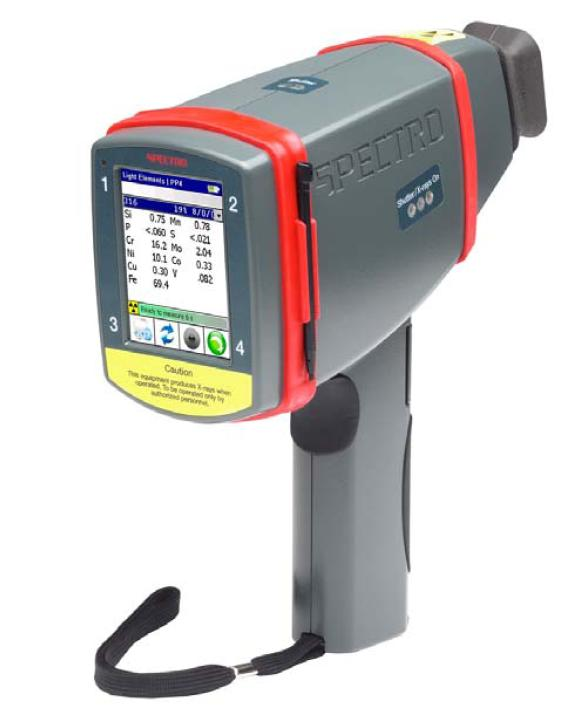 SPECTRO
Light Elements | PP4
316 19% 8/0/(
Si 0.75 Mn 0.78
P <.060 S <.021
Cr 16.2 Mo 2.04
Ni 10.1 Co 0.33
Cu 0.30 V .082
Fe 69.4
Ready to measure 6 s
1
2
3
4
Caution
This equipment produces X-rays when
operated. To be operated only by
authorized personnel.
SPECTRO
Shutter / X-rays On